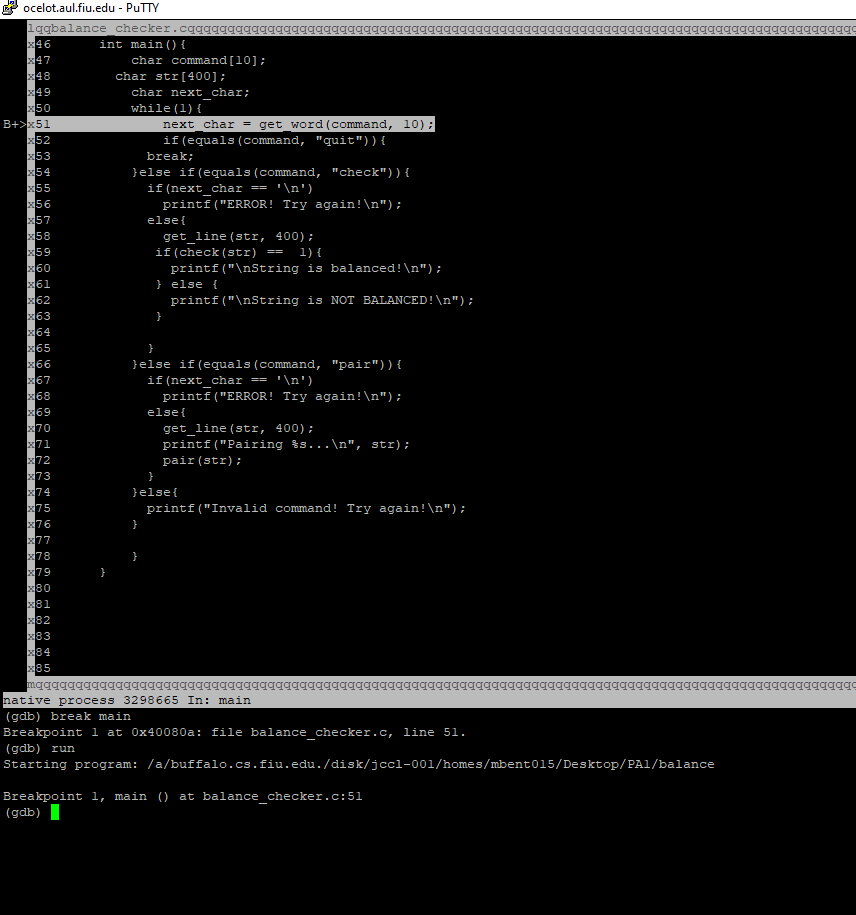 ocelot.aul.fiu.edu - PuTTY
lqqbalance_checker.cqqqqqqqqqqqqqqqqqqqqqqqqqqqqqqqqqqqqqqqqqqqqqqqqqqqqqqqqqqqqqqqqqqqqqqqqqqqqqqqqqqq
x46      int main(){
x47          char command[10];
x48        char str[400];
x49          char next_char;
x50          while(1){
B+>x51              next_char = get_word(command, 10);
x52              if(equals(command, "quit")){
x53            break;
x54          }else if(equals(command, "check")){
x55            if(next_char == '\n')
x56              printf("ERROR! Try again!\n");
x57            else{
x58              get_line(str, 400);
x59             if(check(str) ==  1){
x60               printf("\nString is balanced!\n");
x61             } else {
x62               printf("\nString is NOT BALANCED!\n");
x63             }
x64
x65            }
x66          }else if(equals(command, "pair")){
x67            if(next_char == '\n')
x68              printf("ERROR! Try again!\n");
x69            else{
x70              get_line(str, 400);
x71              printf("Pairing %s...\n", str);
x72              pair(str);
x73            }
x74          }else{
x75            printf("Invalid command! Try again!\n");
x76          }
x77
x78          }
x79      }
x80
x81
x82
x83
x84
x85
mqqqqqqqqqqqqqqqqqqqqqqqqqqqqqqqqqqqqqqqqqqqqqqqqqqqqqqqqqqqqqqqqqqqqqqqqqqqqqqqqqqqqqqqqqqqqqqqqqqqqqqq
native process 3298665 In: main
(gdb) break main
Breakpoint 1 at 0x40080a: file balance_checker.c, line 51.
(gdb) run
Starting program: /a/buffalo.cs.fiu.edu./disk/jccl-001/homes/mbent015/Desktop/PA1/balance
Breakpoint 1, main () at balance_checker.c:51
(gdb)